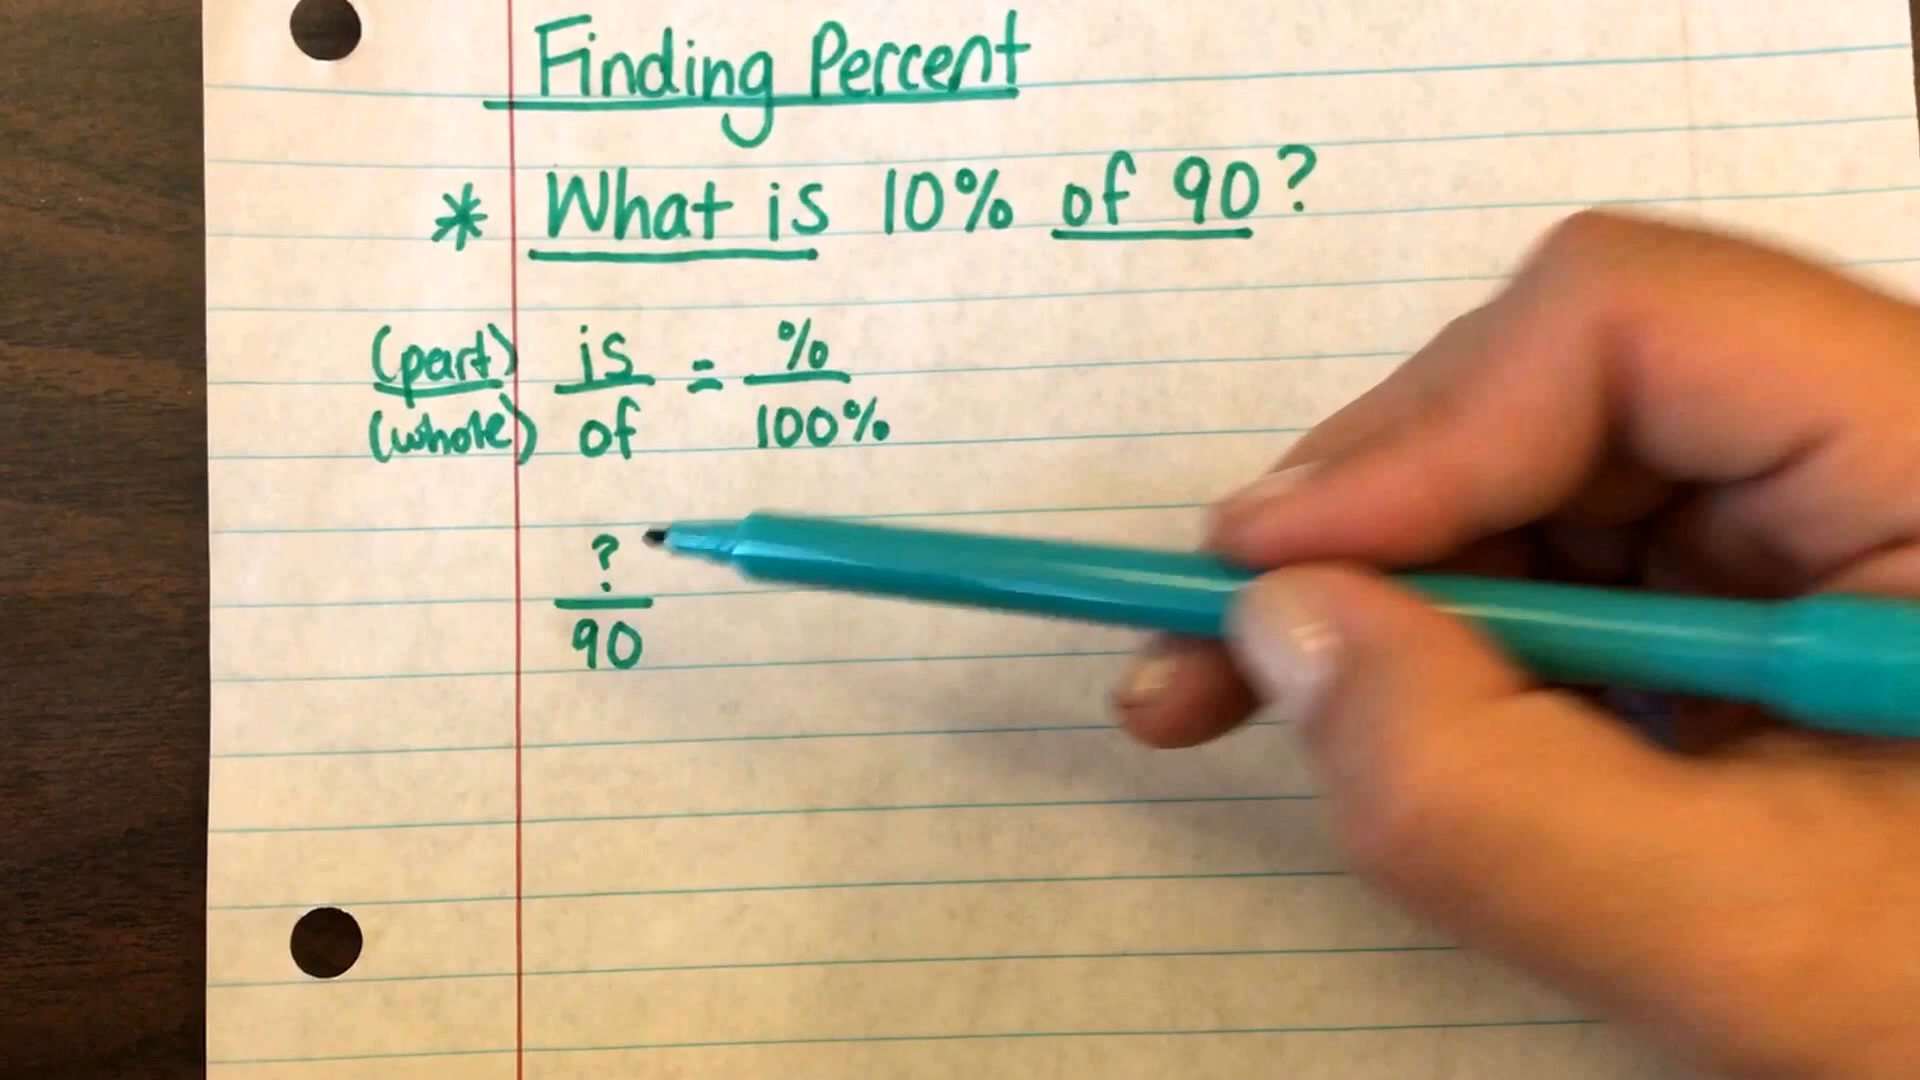 Finding Percent
* What is 10% of 90?
(part) is = %
(whole) of 100%
?
90